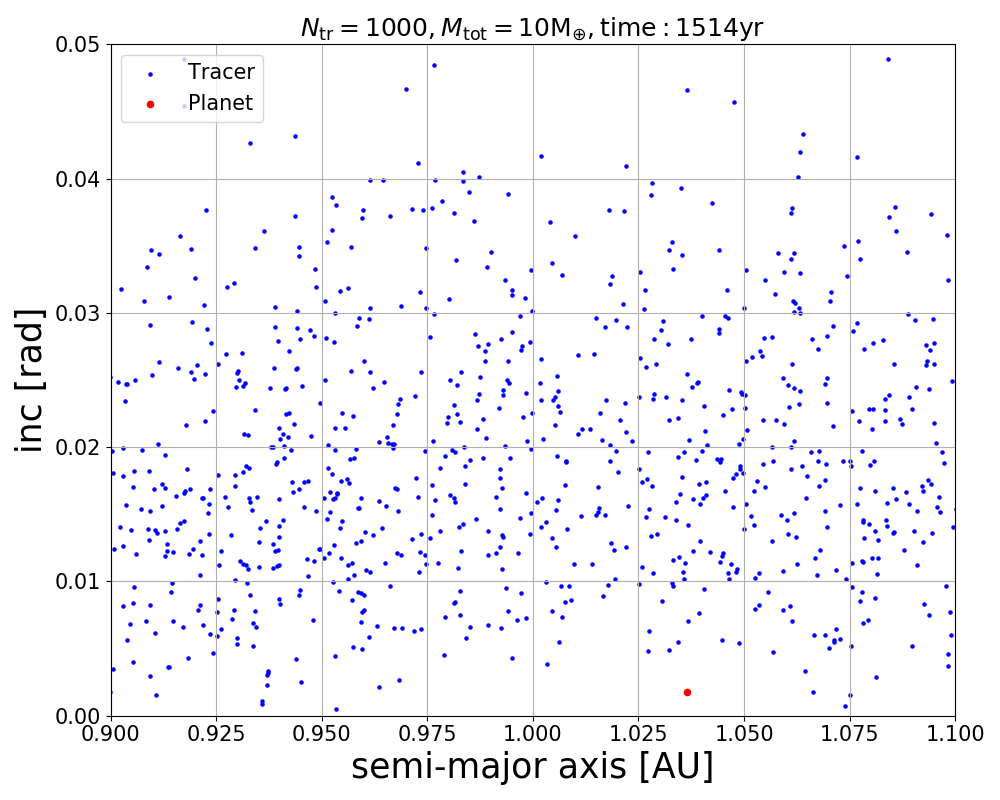 N_tr = 1000, M_tot = 10M_⊕, time : 1514yr
0.05
Tracer
Planet
0.04
0.03
inc [rad]
0.02
0.01
0.00
0.900 0.925 0.950 0.975 1.000 1.025 1.050 1.075 1.100
semi-major axis [AU]